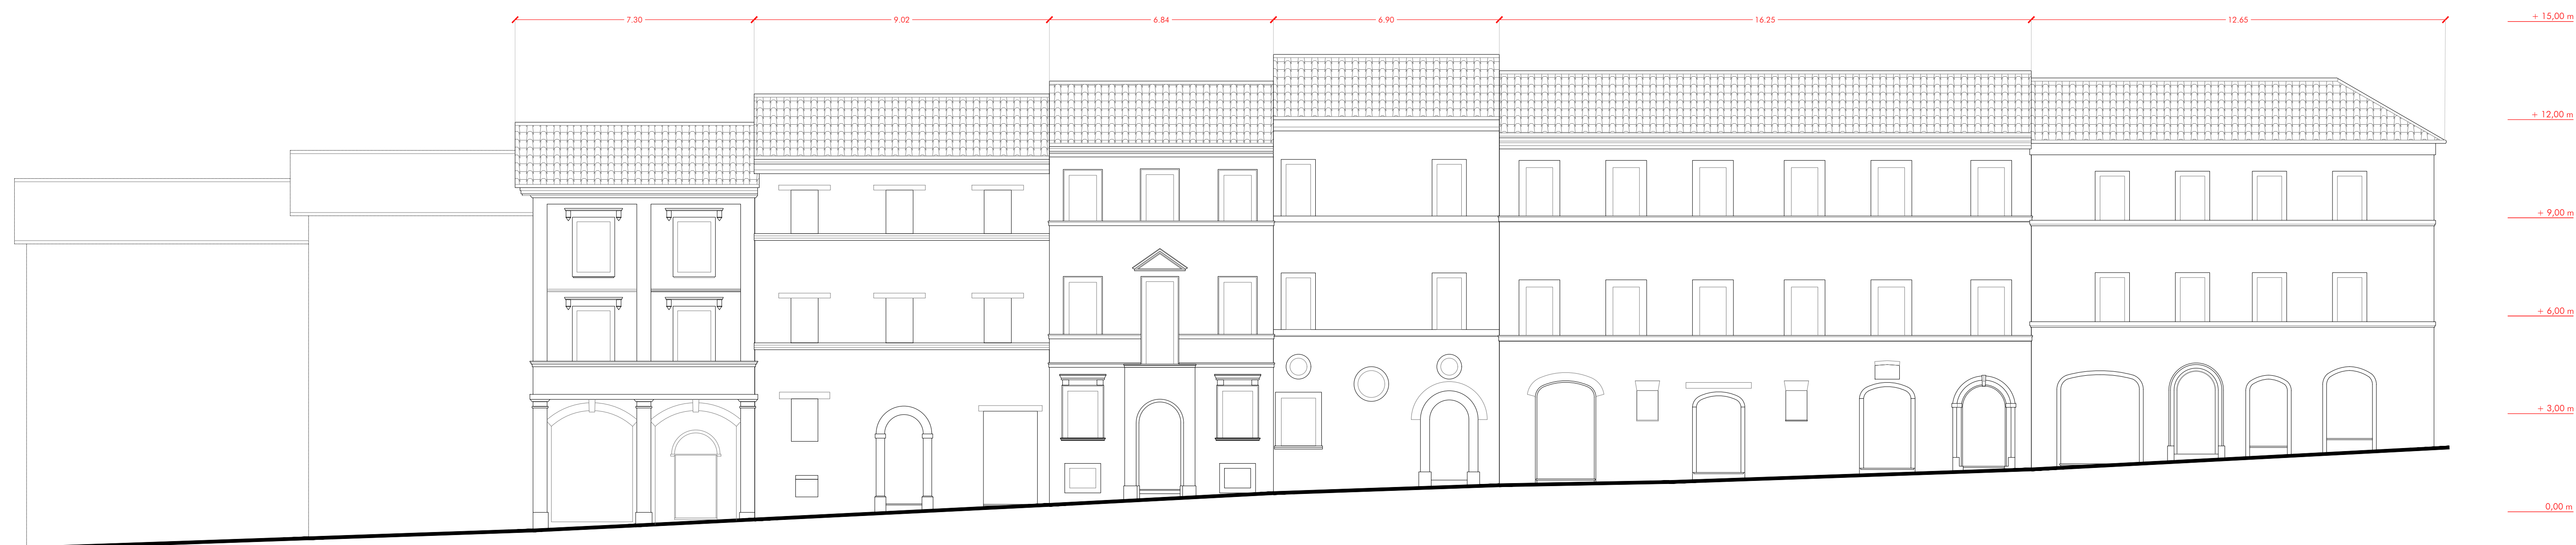 7.30
9.02
6.84
6.90
16.25
12.65
+ 15,00 m
+ 12,00 m
+ 9,00 m
+ 6,00 m
+ 3,00 m
0,00 m